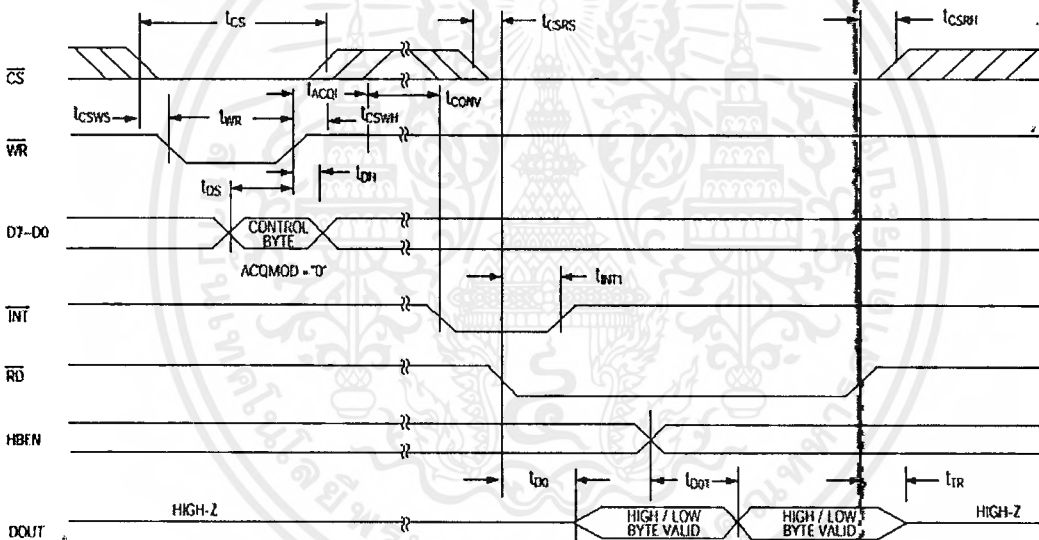 tCS
tCSRS
tCSRH
CS
tACQI
tCONV
tCSWS
tWR
tCSWH
WR
tDS
tDH
D7~D0
CONTROL
BYTE
ACQMOD = "0"
tINT1
INT
RD
HBEN
tD0
tD01
tTR
HIGH-Z
HIGH / LOW
BYTE VALID
HIGH / LOW
BYTE VALID
HIGH-Z
DOUT